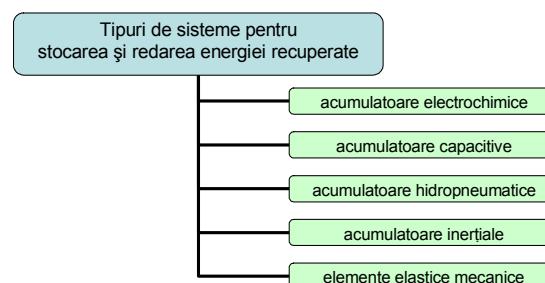 Tipuri de sisteme pentru
stocarea şi redarea energiei recuperate
acumulatoare electrochimice
acumulatoare capacitive
acumulatoare hidropneumatice
acumulatoare inerţiale
elemente elastice mecanice